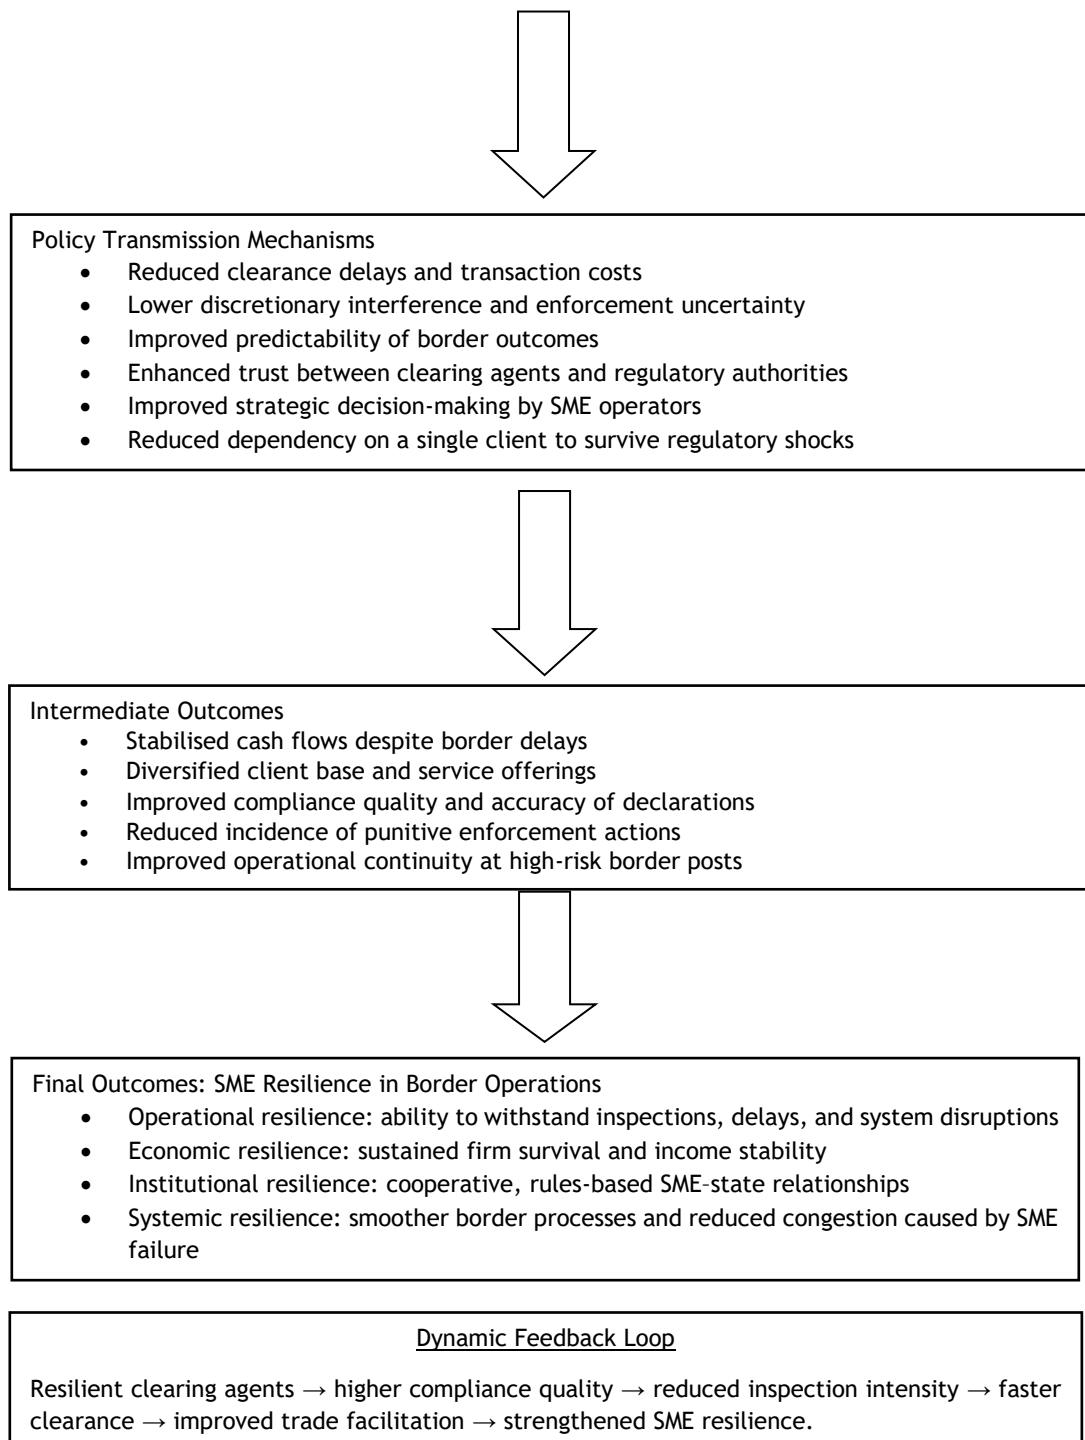 Policy Transmission Mechanisms
• Reduced clearance delays and transaction costs
• Lower discretionary interference and enforcement uncertainty
• Improved predictability of border outcomes
• Enhanced trust between clearing agents and regulatory authorities
• Improved strategic decision-making by SME operators
• Reduced dependency on a single client to survive regulatory shocks
Intermediate Outcomes
• Stabilised cash flows despite border delays
• Diversified client base and service offerings
• Improved compliance quality and accuracy of declarations
• Reduced incidence of punitive enforcement actions
• Improved operational continuity at high-risk border posts
Final Outcomes: SME Resilience in Border Operations
• Operational resilience: ability to withstand inspections, delays, and system disruptions
• Economic resilience: sustained firm survival and income stability
• Institutional resilience: cooperative, rules-based SME–state relationships
• Systemic resilience: smoother border processes and reduced congestion caused by SME
failure
Dynamic Feedback Loop
Resilient clearing agents → higher compliance quality → reduced inspection intensity → faster
clearance → improved trade facilitation → strengthened SME resilience.